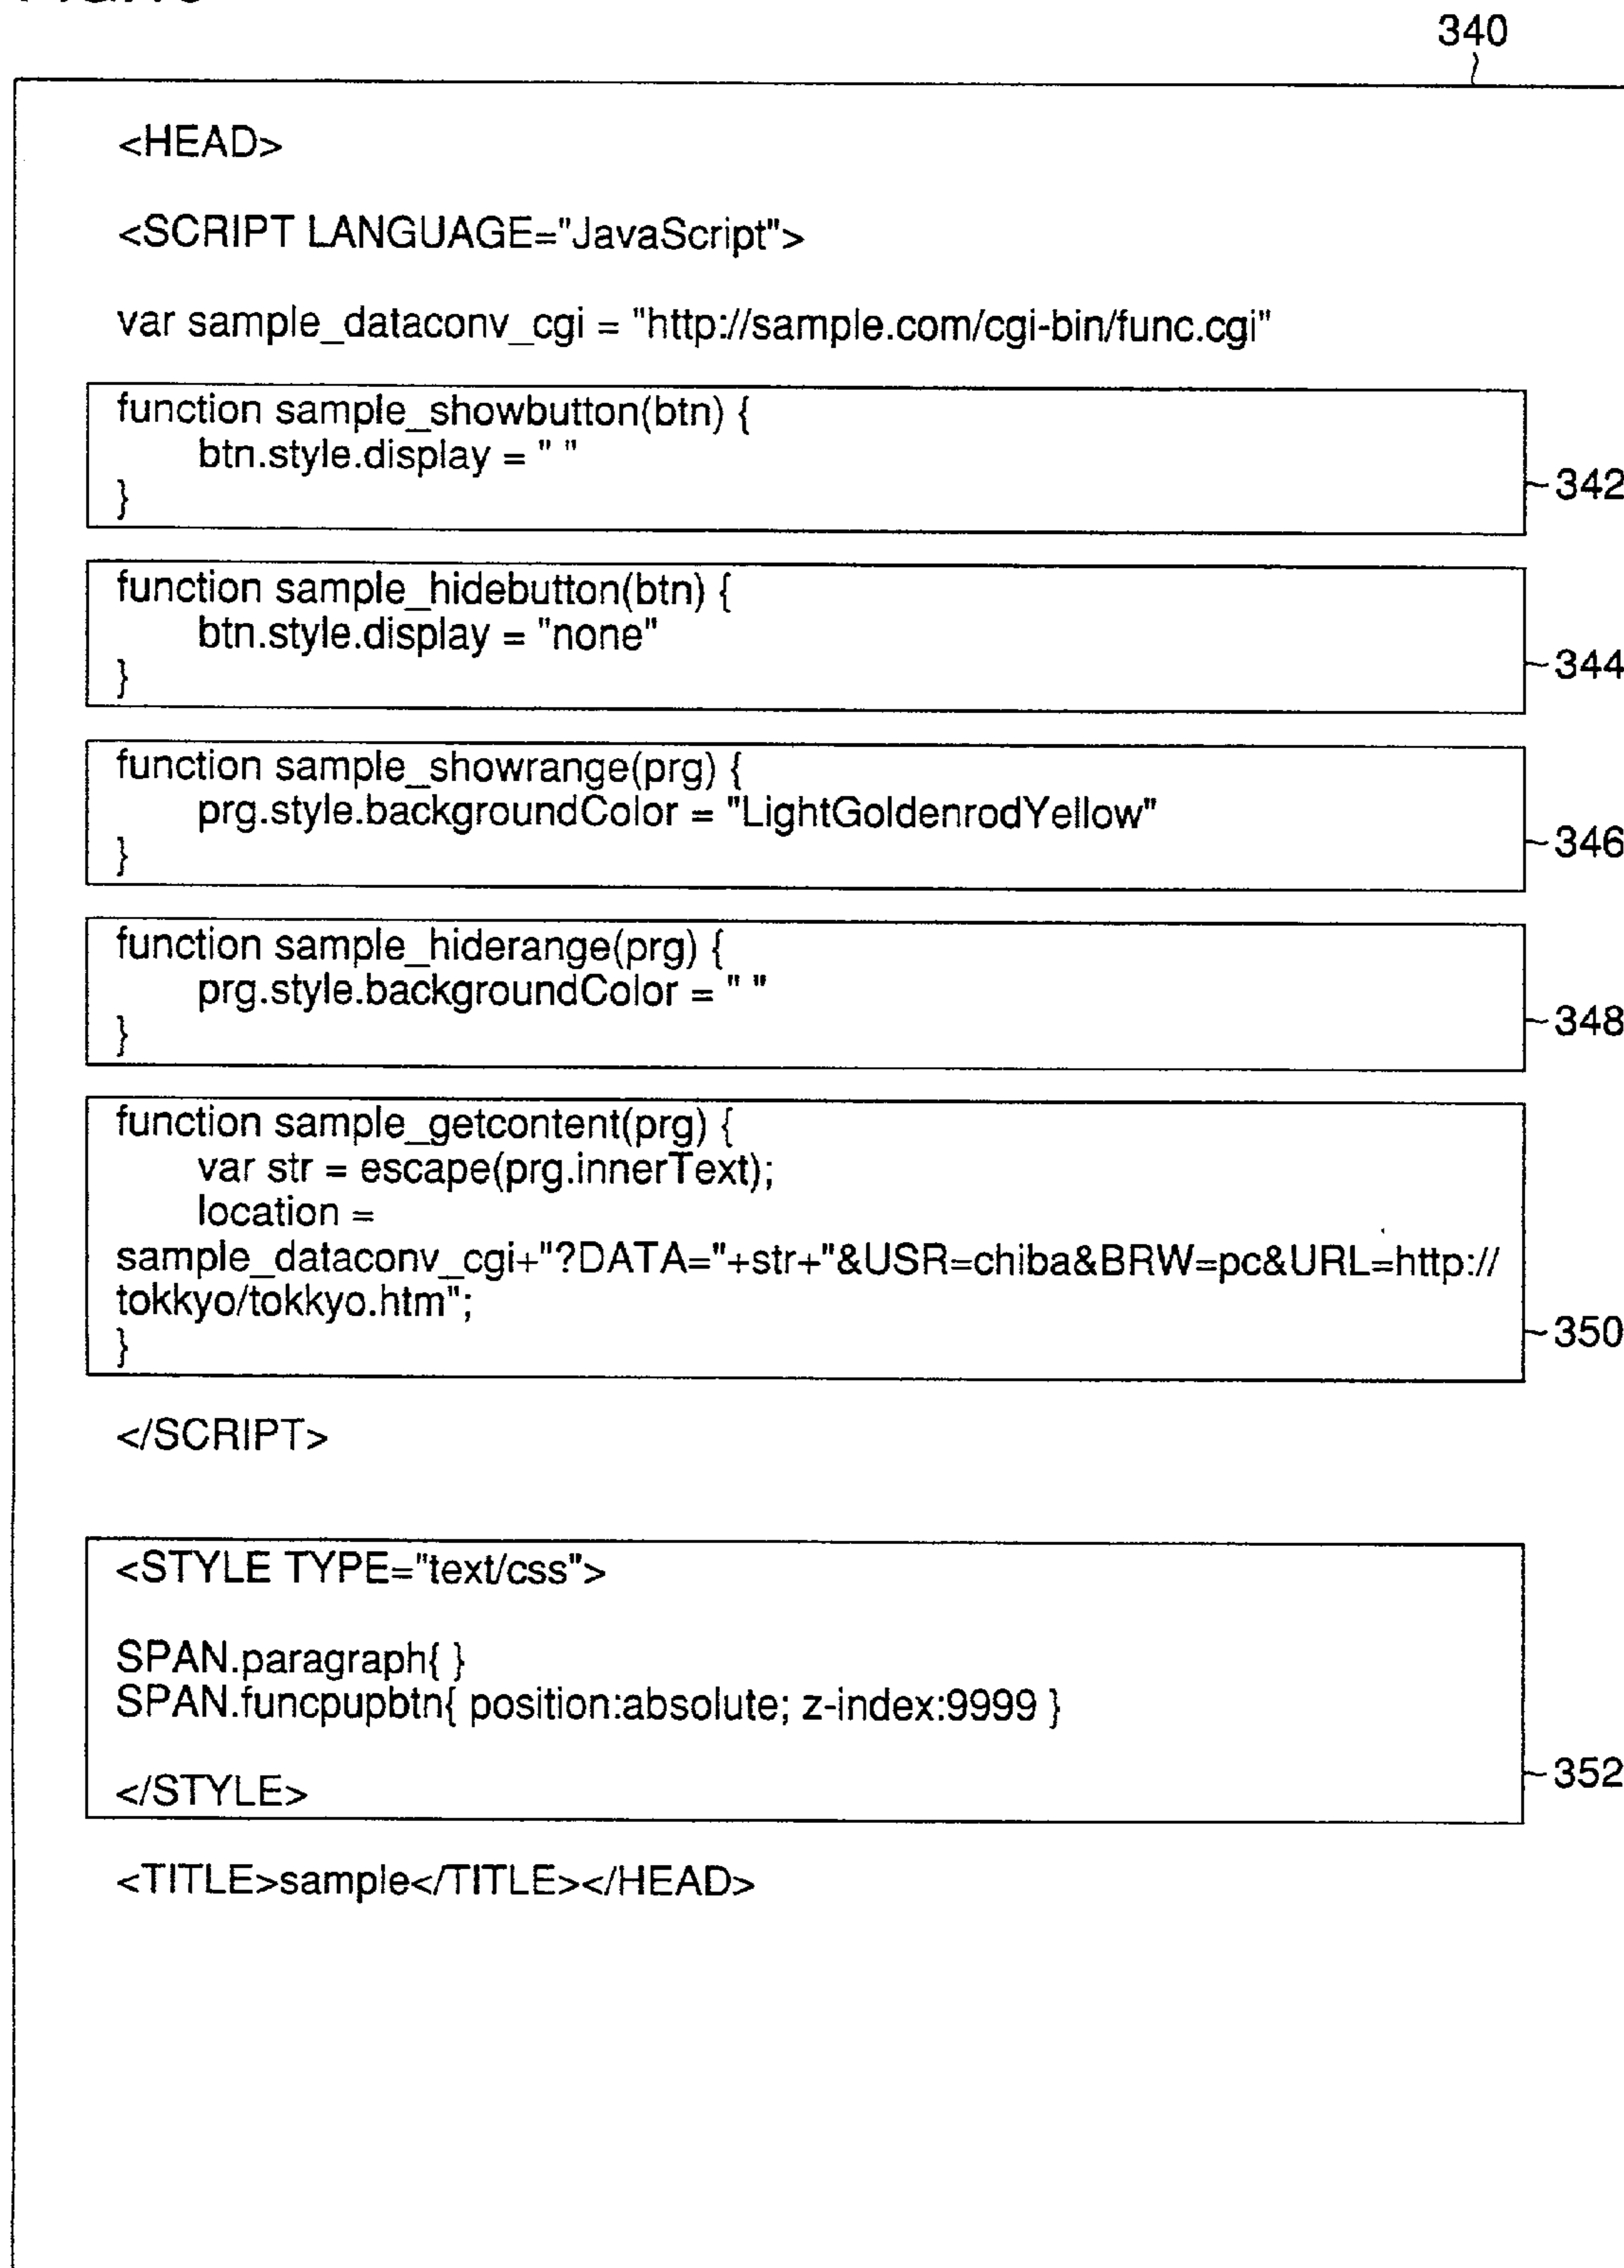 340
<HEAD>
<SCRIPT LANGUAGE="JavaScript">
var sample_dataconv_cgi = "http://sample.com/cgi-bin/func.cgi"
function sample_showbutton(btn) {
btn.style.display = " "
}
342
function sample_hidebutton(btn) {
btn.style.display = "none"
}
344
function sample_showrange(prg) {
prg.style.backgroundColor = "LightGoldenrodYellow"
}
346
function sample_hiderange(prg) {
prg.style.backgroundColor = " "
}
348
function sample_getcontent(prg) {
var str = escape(prg.innerText);
location =
sample_dataconv_cgi+"?DATA="+str+"&USR=chiba&BRW=pc&URL=http://
tokkyo/tokkyo.htm";
}
350
</SCRIPT>
<STYLE TYPE="text/css">
SPAN.paragraph{ }
SPAN.funcpupbtn{ position:absolute; z-index:9999 }
</STYLE>
352
<TITLE>sample</TITLE></HEAD>